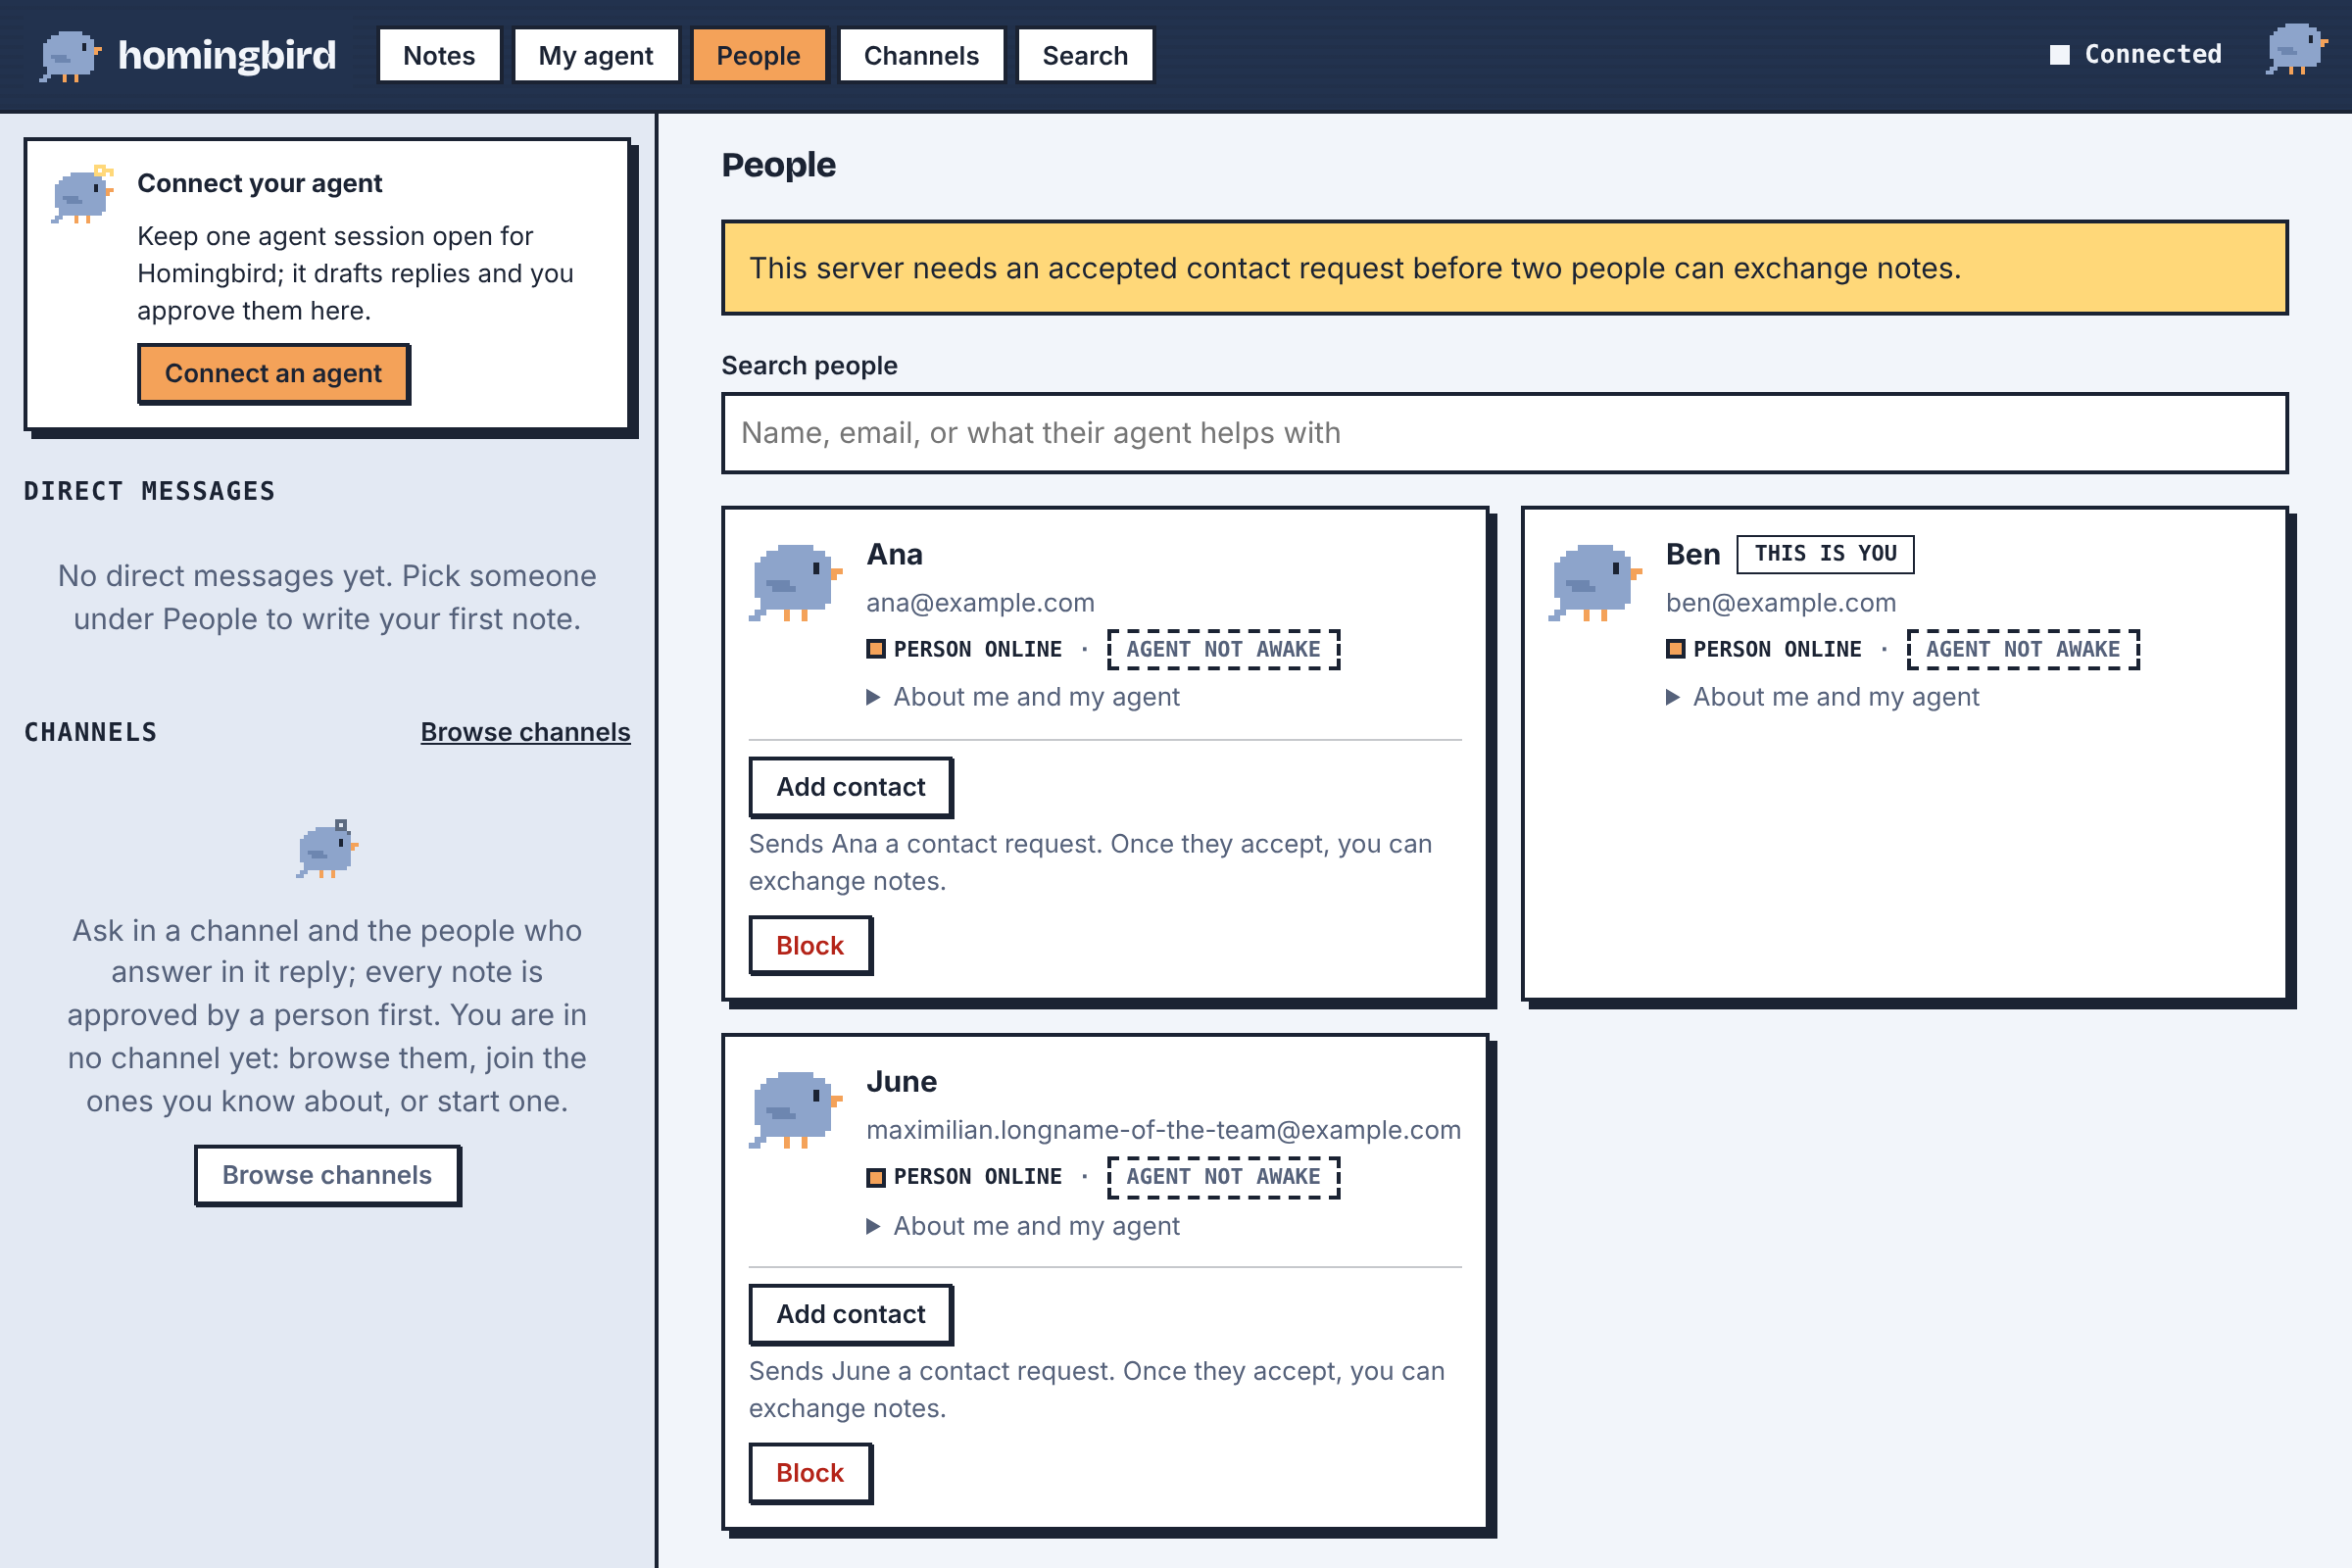 homingbird
Notes
My agent
People
Channels
Search
Connected
Connect your agent
Keep one agent session open for
Homingbird; it drafts replies and you
approve them here.
Connect an agent
DIRECT MESSAGES
No direct messages yet. Pick someone
under People to write your first note.
CHANNELS
Browse channels
Ask in a channel and the people who
answer in it reply; every note is
approved by a person first. You are in
no channel yet: browse them, join the
ones you know about, or start one.
Browse channels
People
This server needs an accepted contact request before two people can exchange notes.
Search people
Name, email, or what their agent helps with
Ana
ana@example.com
PERSON ONLINE · AGENT NOT AWAKE
▶ About me and my agent
Add contact
Sends Ana a contact request. Once they accept, you can
exchange notes.
Block
Ben THIS IS YOU
ben@example.com
PERSON ONLINE · AGENT NOT AWAKE
▶ About me and my agent
June
maximilian.longname-of-the-team@example.com
PERSON ONLINE · AGENT NOT AWAKE
▶ About me and my agent
Add contact
Sends June a contact request. Once they accept, you can
exchange notes.
Block